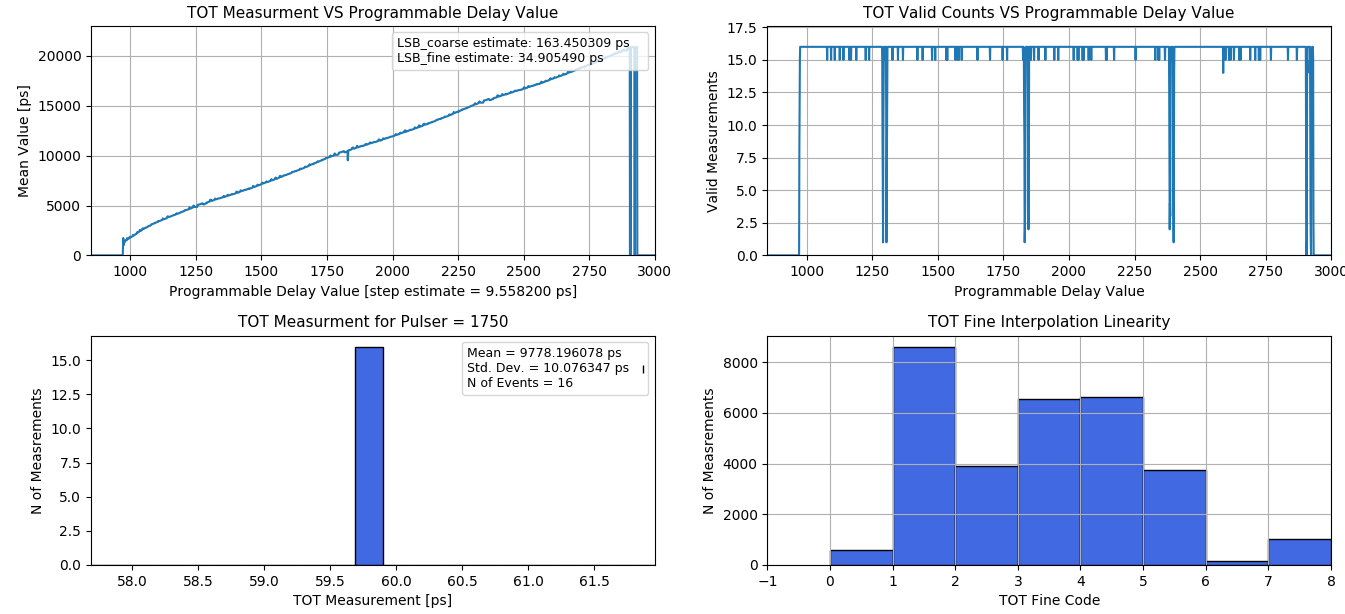 TOT Measurment VS Programmable Delay Value
LSB_coarse estimate: 163.450309 ps
LSB_fine estimate: 34.905490 ps
Mean Value [ps]
20000
15000
10000
5000
0
1000 1250 1500 1750 2000 2250 2500 2750 3000
Programmable Delay Value [step estimate = 9.558200 ps]
TOT Valid Counts VS Programmable Delay Value
Valid Measurements
17.5
15.0
12.5
10.0
7.5
5.0
2.5
0.0
1000 1250 1500 1750 2000 2250 2500 2750 3000
Programmable Delay Value
TOT Measurment for Pulser = 1750
Mean = 9778.196078 ps
Std. Dev. = 10.076347 ps
N of Events = 16
N of Measrements
15.0
12.5
10.0
7.5
5.0
2.5
0.0
58.0 58.5 59.0 59.5 60.0 60.5 61.0 61.5
TOT Measurement [ps]
TOT Fine Interpolation Linearity
N of Measrements
8000
6000
4000
2000
0
−1 0 1 2 3 4 5 6 7 8
TOT Fine Code